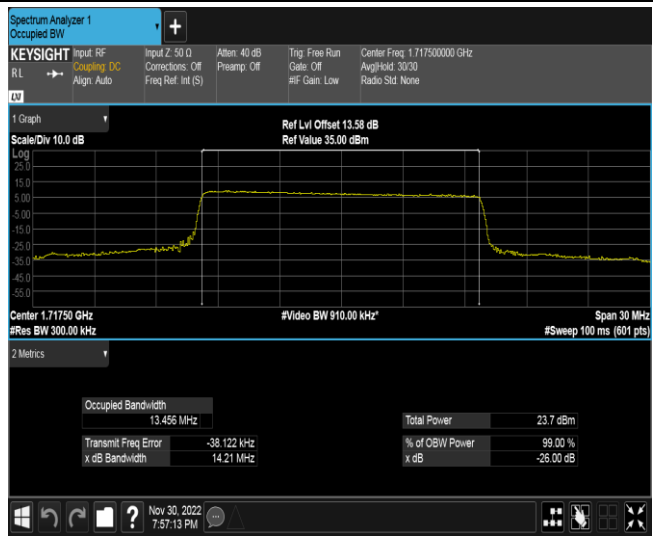 Spectrum Analyzer 1
Occupied BW
+
KEYSIGHT
RL
Input: RF
Coupling: DC
Align: Auto
Input Z: 50 Ω
Corrections: Off
Freq Ref: Int (S)
Atten: 40 dB
Preamp: Off
Trig: Free Run
Gate: Off
#IF Gain: Low
Center Freq: 1.717500000 GHz
Avg|Hold: 30/30
Radio Std: None
1 Graph
Scale/Div 10.0 dB
Ref Lvl Offset 13.58 dB
Ref Value 35.00 dBm
Log
25.0
15.0
5.00
-5.00
-15.0
-25.0
-35.0
-45.0
-55.0
Center 1.71750 GHz
#Video BW 910.00 kHz*
Span 30 MHz
#Res BW 300.00 kHz
#Sweep 100 ms (601 pts)
2 Metrics
Occupied Bandwidth
13.456 MHz
Total Power 23.7 dBm
Transmit Freq Error -38.122 kHz
% of OBW Power 99.00 %
x dB Bandwidth 14.21 MHz
x dB -26.00 dB
?
Nov 30, 2022
7:57:13 PM